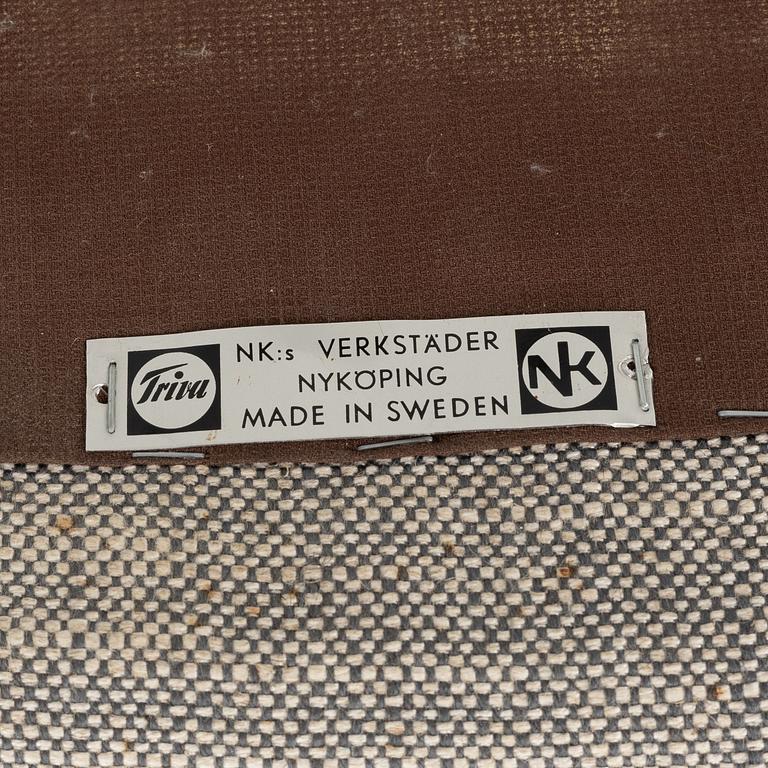 Triva
NK:s VERKSTÄDER
NYKÖPING
MADE IN SWEDEN
NK